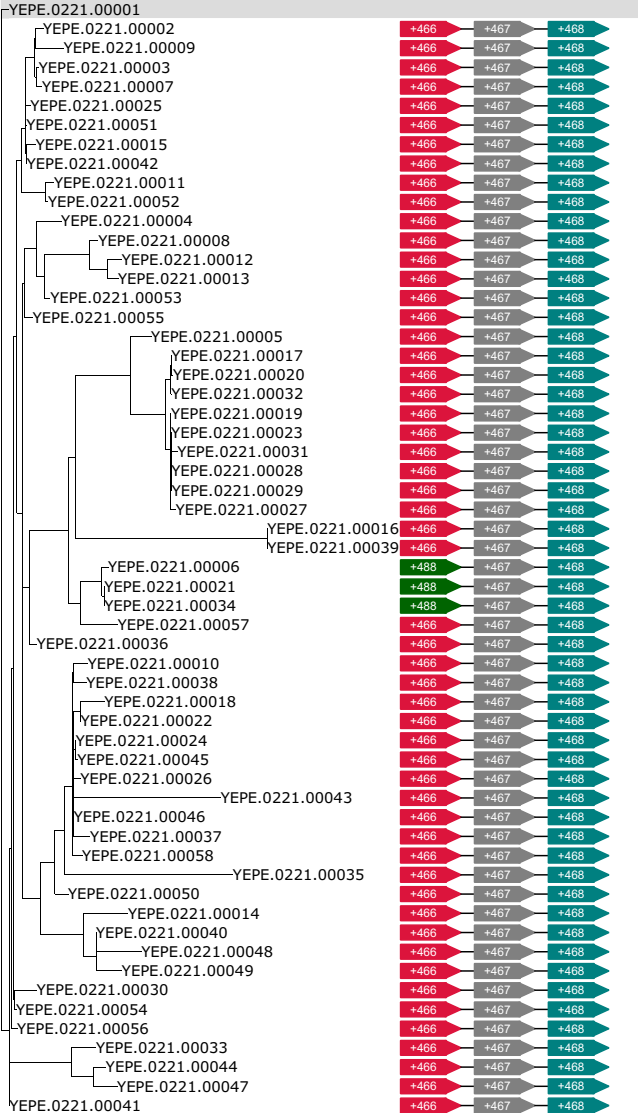 YEPE.0221.00001
YEPE.0221.00002 +466 +467 +468
YEPE.0221.00009 +466 +467 +468
YEPE.0221.00003 +466 +467 +468
YEPE.0221.00007 +466 +467 +468
YEPE.0221.00025 +466 +467 +468
YEPE.0221.00051 +466 +467 +468
YEPE.0221.00015 +466 +467 +468
YEPE.0221.00042 +466 +467 +468
YEPE.0221.00011 +466 +467 +468
YEPE.0221.00052 +466 +467 +468
YEPE.0221.00004 +466 +467 +468
YEPE.0221.00008 +466 +467 +468
YEPE.0221.00012 +466 +467 +468
YEPE.0221.00013 +466 +467 +468
YEPE.0221.00053 +466 +467 +468
YEPE.0221.00055 +466 +467 +468
YEPE.0221.00005 +466 +467 +468
YEPE.0221.00017 +466 +467 +468
YEPE.0221.00020 +466 +467 +468
YEPE.0221.00032 +466 +467 +468
YEPE.0221.00019 +466 +467 +468
YEPE.0221.00023 +466 +467 +468
YEPE.0221.00031 +466 +467 +468
YEPE.0221.00028 +466 +467 +468
YEPE.0221.00029 +466 +467 +468
YEPE.0221.00027 +466 +467 +468
YEPE.0221.00016 +466 +467 +468
YEPE.0221.00039 +466 +467 +468
YEPE.0221.00006 +488 +467 +468
YEPE.0221.00021 +488 +467 +468
YEPE.0221.00034 +488 +467 +468
YEPE.0221.00057 +466 +467 +468
YEPE.0221.00036 +466 +467 +468
YEPE.0221.00010 +466 +467 +468
YEPE.0221.00038 +466 +467 +468
YEPE.0221.00018 +466 +467 +468
YEPE.0221.00022 +466 +467 +468
YEPE.0221.00024 +466 +467 +468
YEPE.0221.00045 +466 +467 +468
YEPE.0221.00026 +466 +467 +468
YEPE.0221.00043 +466 +467 +468
YEPE.0221.00046 +466 +467 +468
YEPE.0221.00037 +466 +467 +468
YEPE.0221.00058 +466 +467 +468
YEPE.0221.00035 +466 +467 +468
YEPE.0221.00050 +466 +467 +468
YEPE.0221.00014 +466 +467 +468
YEPE.0221.00040 +466 +467 +468
YEPE.0221.00048 +466 +467 +468
YEPE.0221.00049 +466 +467 +468
YEPE.0221.00030 +466 +467 +468
YEPE.0221.00054 +466 +467 +468
YEPE.0221.00056 +466 +467 +468
YEPE.0221.00033 +466 +467 +468
YEPE.0221.00044 +466 +467 +468
YEPE.0221.00047 +466 +467 +468
YEPE.0221.00041 +466 +467 +468